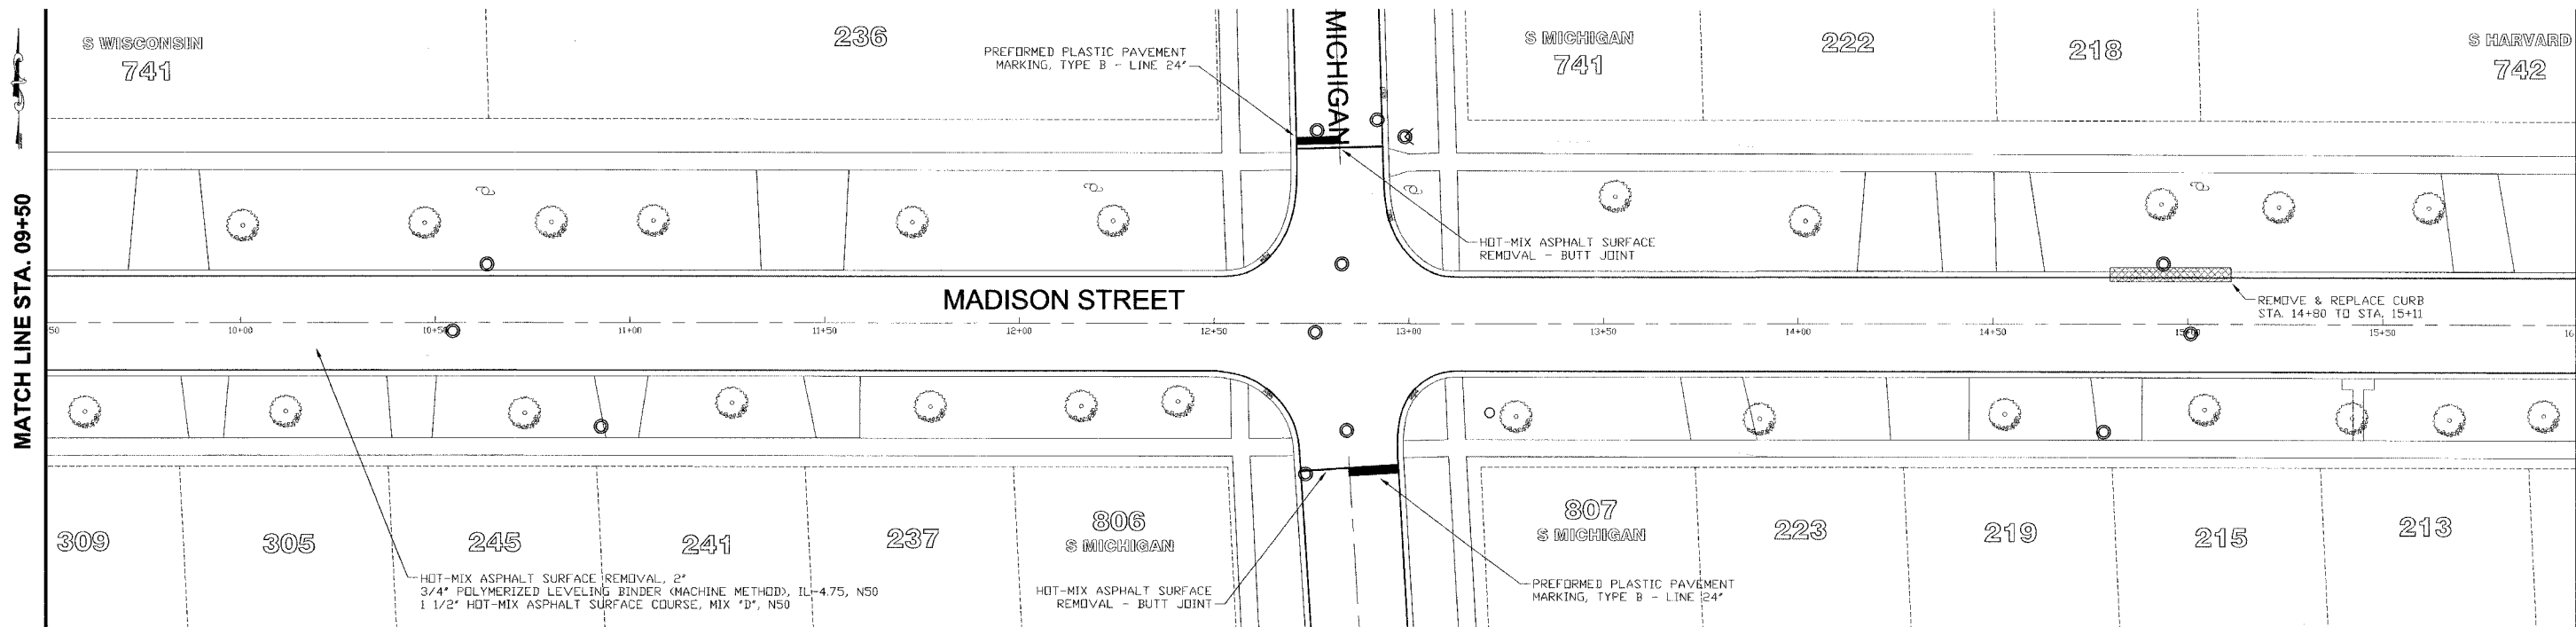 MATCH LINE STA. 09+50
S WISCONSIN
741
236
PREFORMED PLASTIC PAVEMENT
MARKING, TYPE B - LINE 24"
MICHIGAN
S MICHIGAN
741
222
218
S HARVARD
742
HOT-MIX ASPHALT SURFACE
REMOVAL - BUTT JOINT
MADISON STREET
REMOVE & REPLACE CURB
STA. 14+80 TO STA. 15+11
50
10+00
10+50
11+00
11+50
12+00
12+50
13+00
13+50
14+00
14+50
15+00
15+50
16
309
305
245
241
237
806
S MICHIGAN
807
S MICHIGAN
223
219
215
213
HOT-MIX ASPHALT SURFACE REMOVAL, 2"
3/4" POLYMERIZED LEVELING BINDER (MACHINE METHOD), IL-4.75, N50
1 1/2" HOT-MIX ASPHALT SURFACE COURSE, MIX "D", N50
HOT-MIX ASPHALT SURFACE
REMOVAL - BUTT JOINT
PREFORMED PLASTIC PAVEMENT
MARKING, TYPE B - LINE 24"